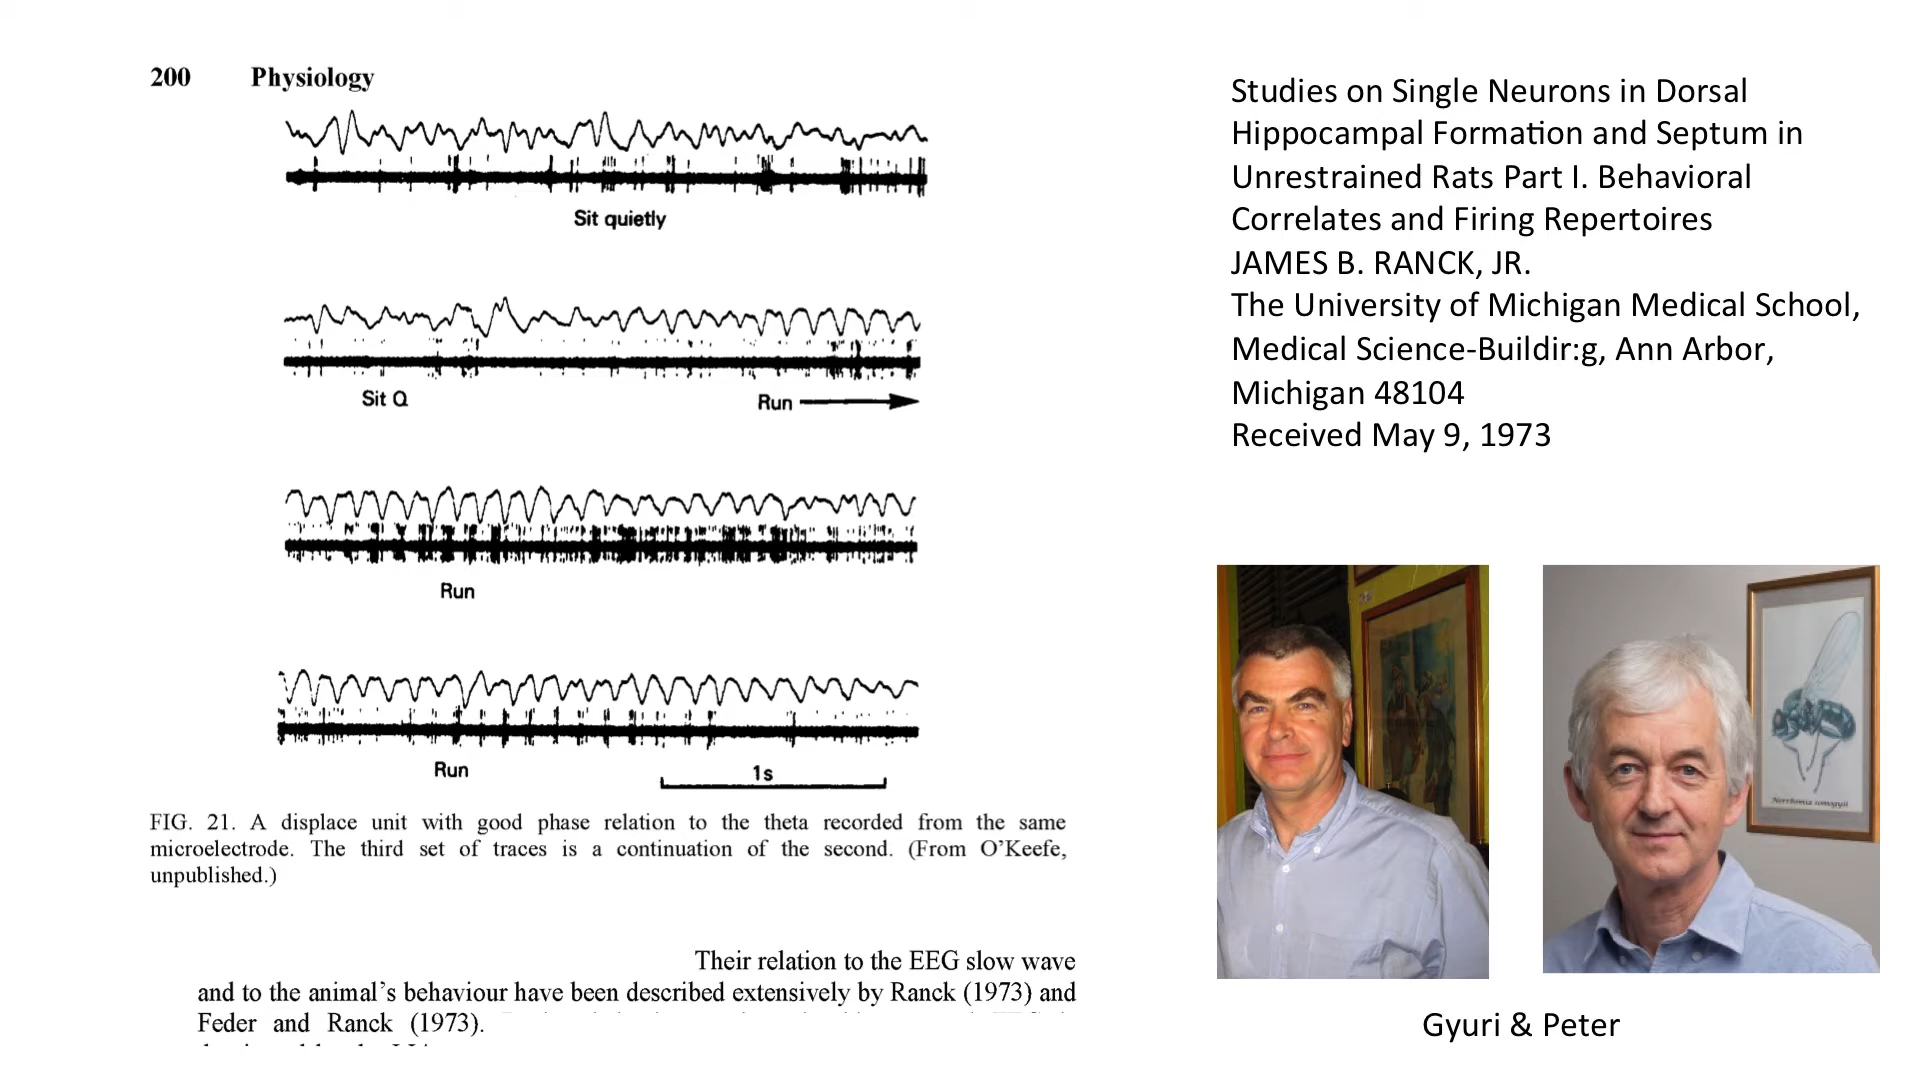 200 Physiology
Sit quietly
Sit Q
Run
Run
Run
1s
FIG. 21. A displace unit with good phase relation to the theta recorded from the same
microelectrode. The third set of traces is a continuation of the second. (From O'Keefe,
unpublished.)
Their relation to the EEG slow wave
and to the animal's behaviour have been described extensively by Ranck (1973) and
Feder and Ranck (1973).
Studies on Single Neurons in Dorsal
Hippocampal Formation and Septum in
Unrestrained Rats Part I. Behavioral
Correlates and Firing Repertoires
JAMES B. RANCK, JR.
The University of Michigan Medical School,
Medical Science-Buildir:g, Ann Arbor,
Michigan 48104
Received May 9, 1973
Nerrhomia somogyii
Gyuri & Peter